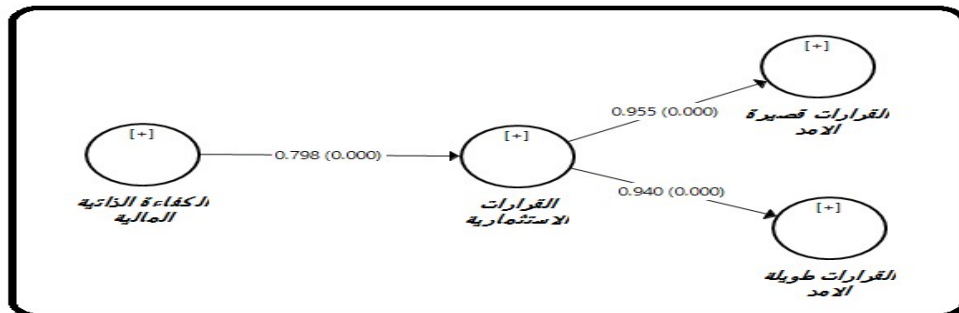 [+]
0.955 (0.000)
القرارات قصيرة
الامد
[+]
0.798 (0.000)
[+]
الكفاءة الذاتية
المالية
القرارات
الاستثمارية
0.940 (0.000)
[+]
القرارات طويلة
الامد